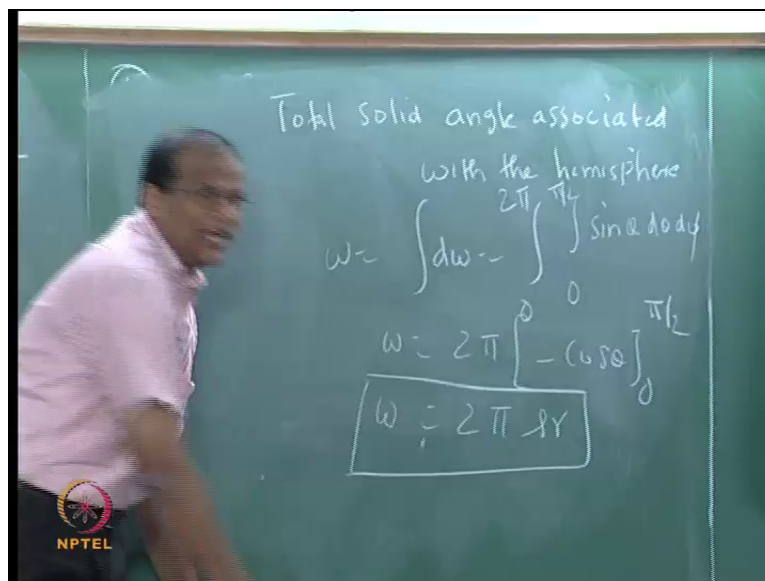 Total solid angle associated
with the hemisphere
ω = ∫ dω = ∫₀^2π ∫₀^π/2 sinθ dθ dφ
ω = 2π [-cosθ]₀^π/2
ω = 2π sr
NPTEL